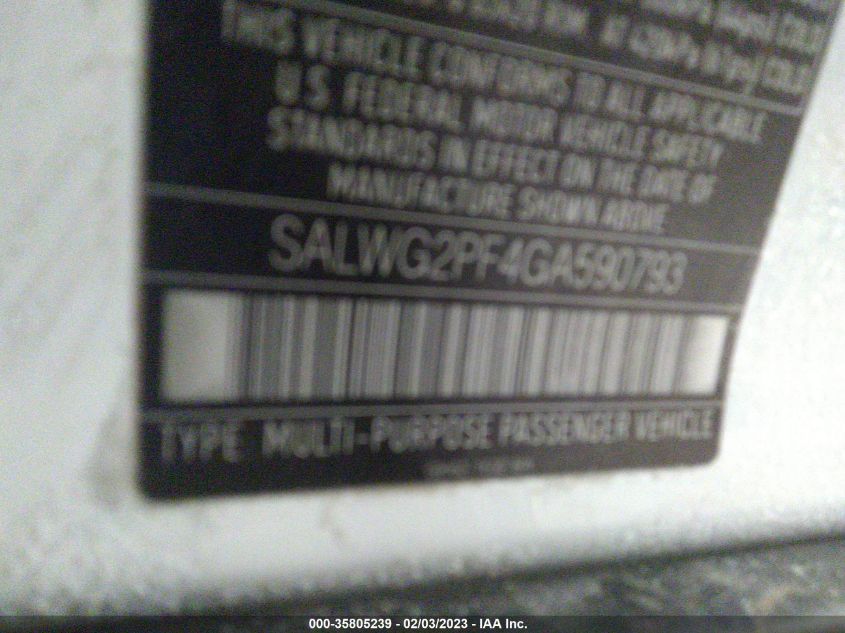 THIS VEHICLE CONFORMS TO ALL APPLICABLE
U.S. FEDERAL MOTOR VEHICLE SAFETY
STANDARDS IN EFFECT ON THE DATE OF
MANUFACTURE SHOWN ABOVE
SALWG2PF4GA590793
TYPE MULTI-PURPOSE PASSENGER VEHICLE
000-35805239 - 02/03/2023 - IAA Inc.